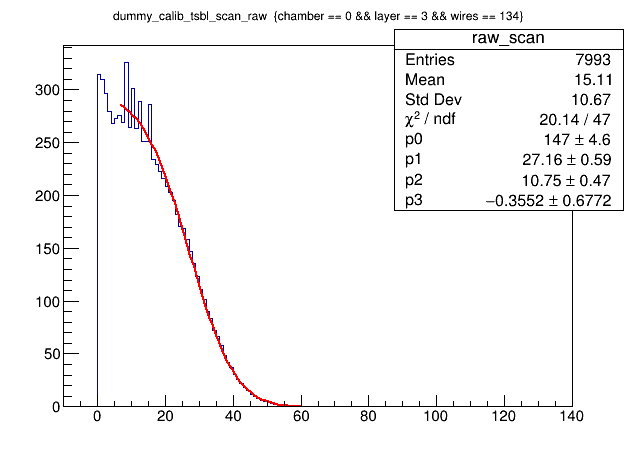 dummy_calib_tsbl_scan_raw {chamber == 0 && layer == 3 && wires == 134}
raw_scan
Entries 7993
Mean 15.11
Std Dev 10.67
χ² / ndf 20.14 / 47
p0 147 ± 4.6
p1 27.16 ± 0.59
p2 10.75 ± 0.47
p3 −0.3552 ± 0.6772
300
250
200
150
100
50
0
0 20 40 60 80 100 120 140